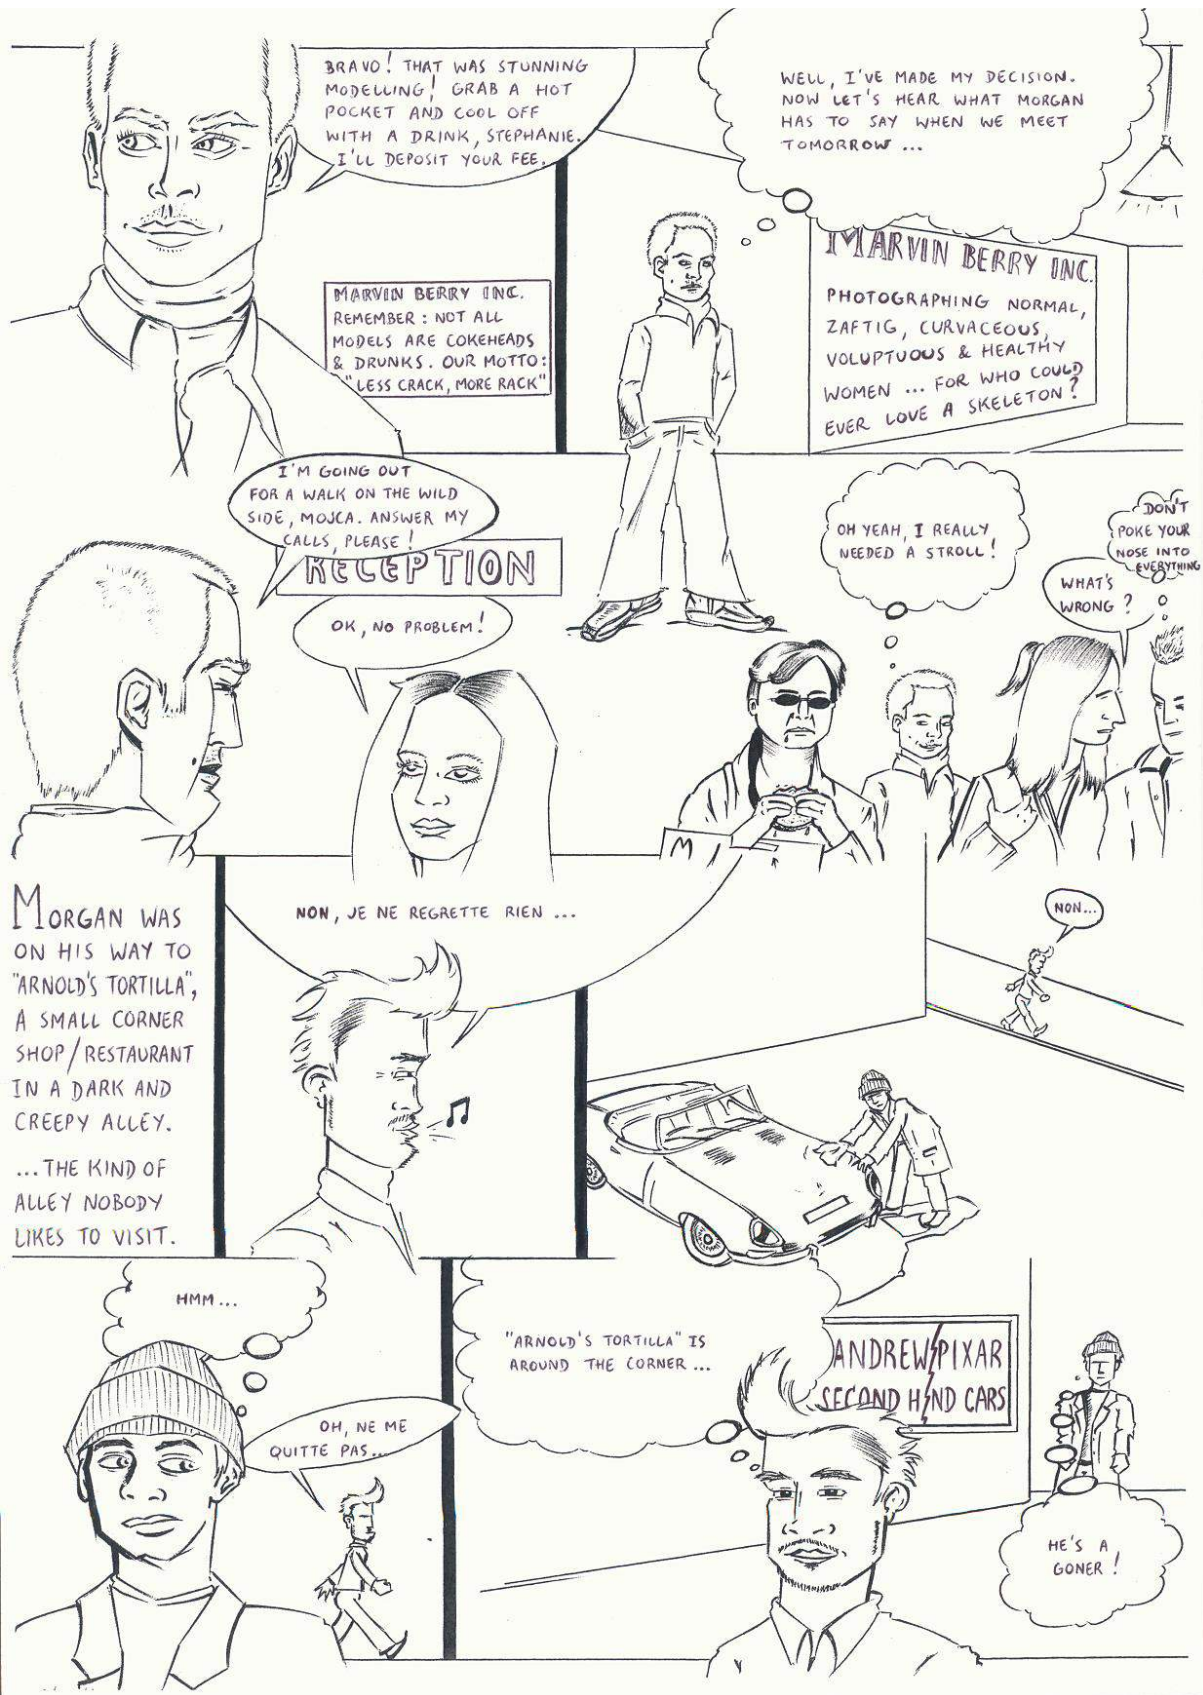 BRAVO! THAT WAS STUNNING
MODELLING! GRAB A HOT
POCKET AND COOL OFF
WITH A DRINK, STEPHANIE.
I'LL DEPOSIT YOUR FEE.
MARVIN BERRY INC.
REMEMBER: NOT ALL
MODELS ARE COKEHEADS
& DRUNKS. OUR MOTTO:
"LESS CRACK, MORE RACK"
WELL, I'VE MADE MY DECISION.
NOW LET'S HEAR WHAT MORGAN
HAS TO SAY WHEN WE MEET
TOMORROW ...
MARVIN BERRY INC.
PHOTOGRAPHING NORMAL,
ZAFTIG, CURVACEOUS,
VOLUPTUOUS & HEALTHY
WOMEN ... FOR WHO COULD
EVER LOVE A SKELETON?
I'M GOING OUT
FOR A WALK ON THE WILD
SIDE, MOJCA. ANSWER MY
CALLS, PLEASE!
RECEPTION
OK, NO PROBLEM!
OH YEAH, I REALLY
NEEDED A STROLL!
WHAT'S
WRONG?
DON'T
POKE YOUR
NOSE INTO
EVERYTHING
M
MORGAN WAS
ON HIS WAY TO
"ARNOLD'S TORTILLA",
A SMALL CORNER
SHOP/RESTAURANT
IN A DARK AND
CREEPY ALLEY.
...THE KIND OF
ALLEY NOBODY
LIKES TO VISIT.
NON, JE NE REGRETTE RIEN ...
NON...
HMM...
OH, NE ME
QUITTE PAS...
"ARNOLD'S TORTILLA" IS
AROUND THE CORNER ...
ANDREW PIXAR
SECOND HAND CARS
HE'S A
GONER!